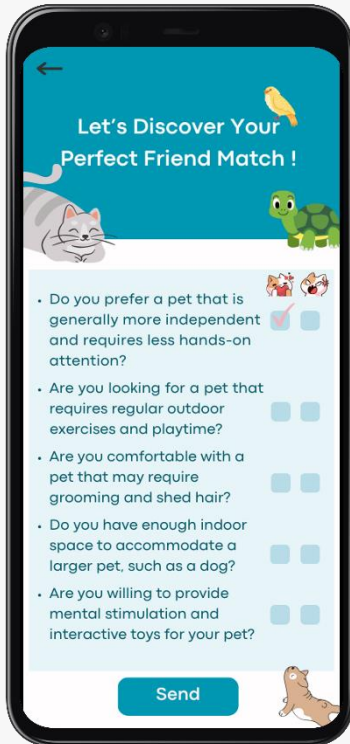 Let's Discover Your
Perfect Friend Match !
• Do you prefer a pet that is
generally more independent
and requires less hands-on
attention?
• Are you looking for a pet that
requires regular outdoor
exercises and playtime?
• Are you comfortable with a
pet that may require
grooming and shed hair?
• Do you have enough indoor
space to accommodate a
larger pet, such as a dog?
• Are you willing to provide
mental stimulation and
interactive toys for your pet?
Send